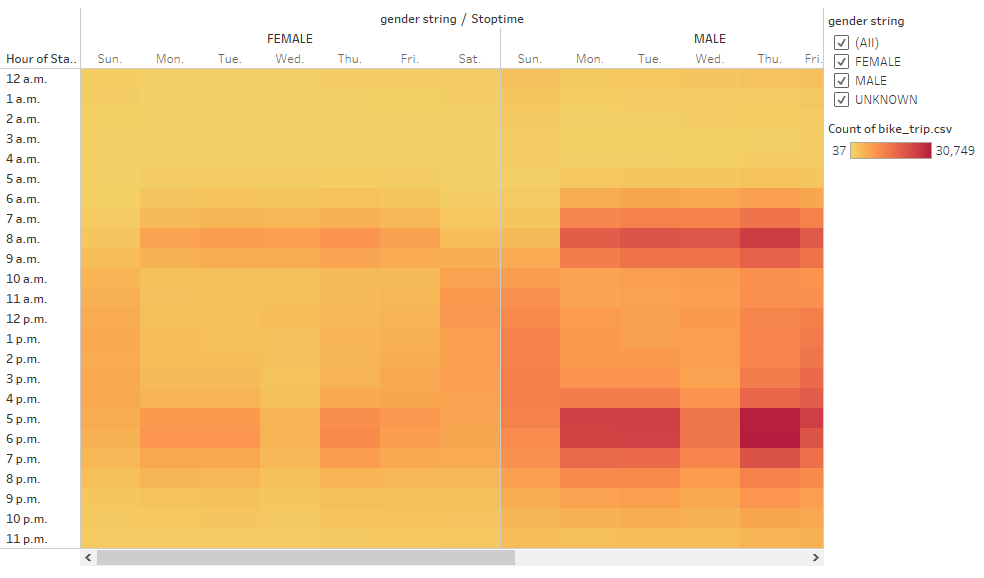 gender string / Stoptime
FEMALE MALE
Hour of Sta.. Sun. Mon. Tue. Wed. Thu. Fri. Sat. Sun. Mon. Tue. Wed. Thu. Fri.
12 a.m.
1 a.m.
2 a.m.
3 a.m.
4 a.m.
5 a.m.
6 a.m.
7 a.m.
8 a.m.
9 a.m.
10 a.m.
11 a.m.
12 p.m.
1 p.m.
2 p.m.
3 p.m.
4 p.m.
5 p.m.
6 p.m.
7 p.m.
8 p.m.
9 p.m.
10 p.m.
11 p.m.
gender string
(All)
FEMALE
MALE
UNKNOWN
Count of bike_trip.csv
37 30,749